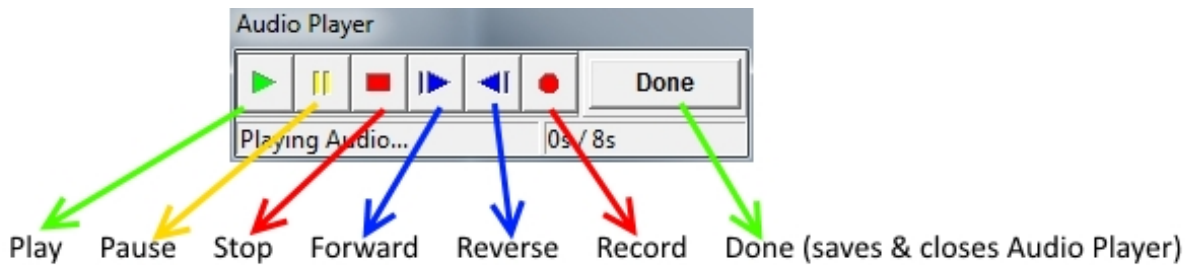 Audio Player
Done
Playing Audio... 0s / 8s
Play Pause Stop Forward Reverse Record Done (saves & closes Audio Player)